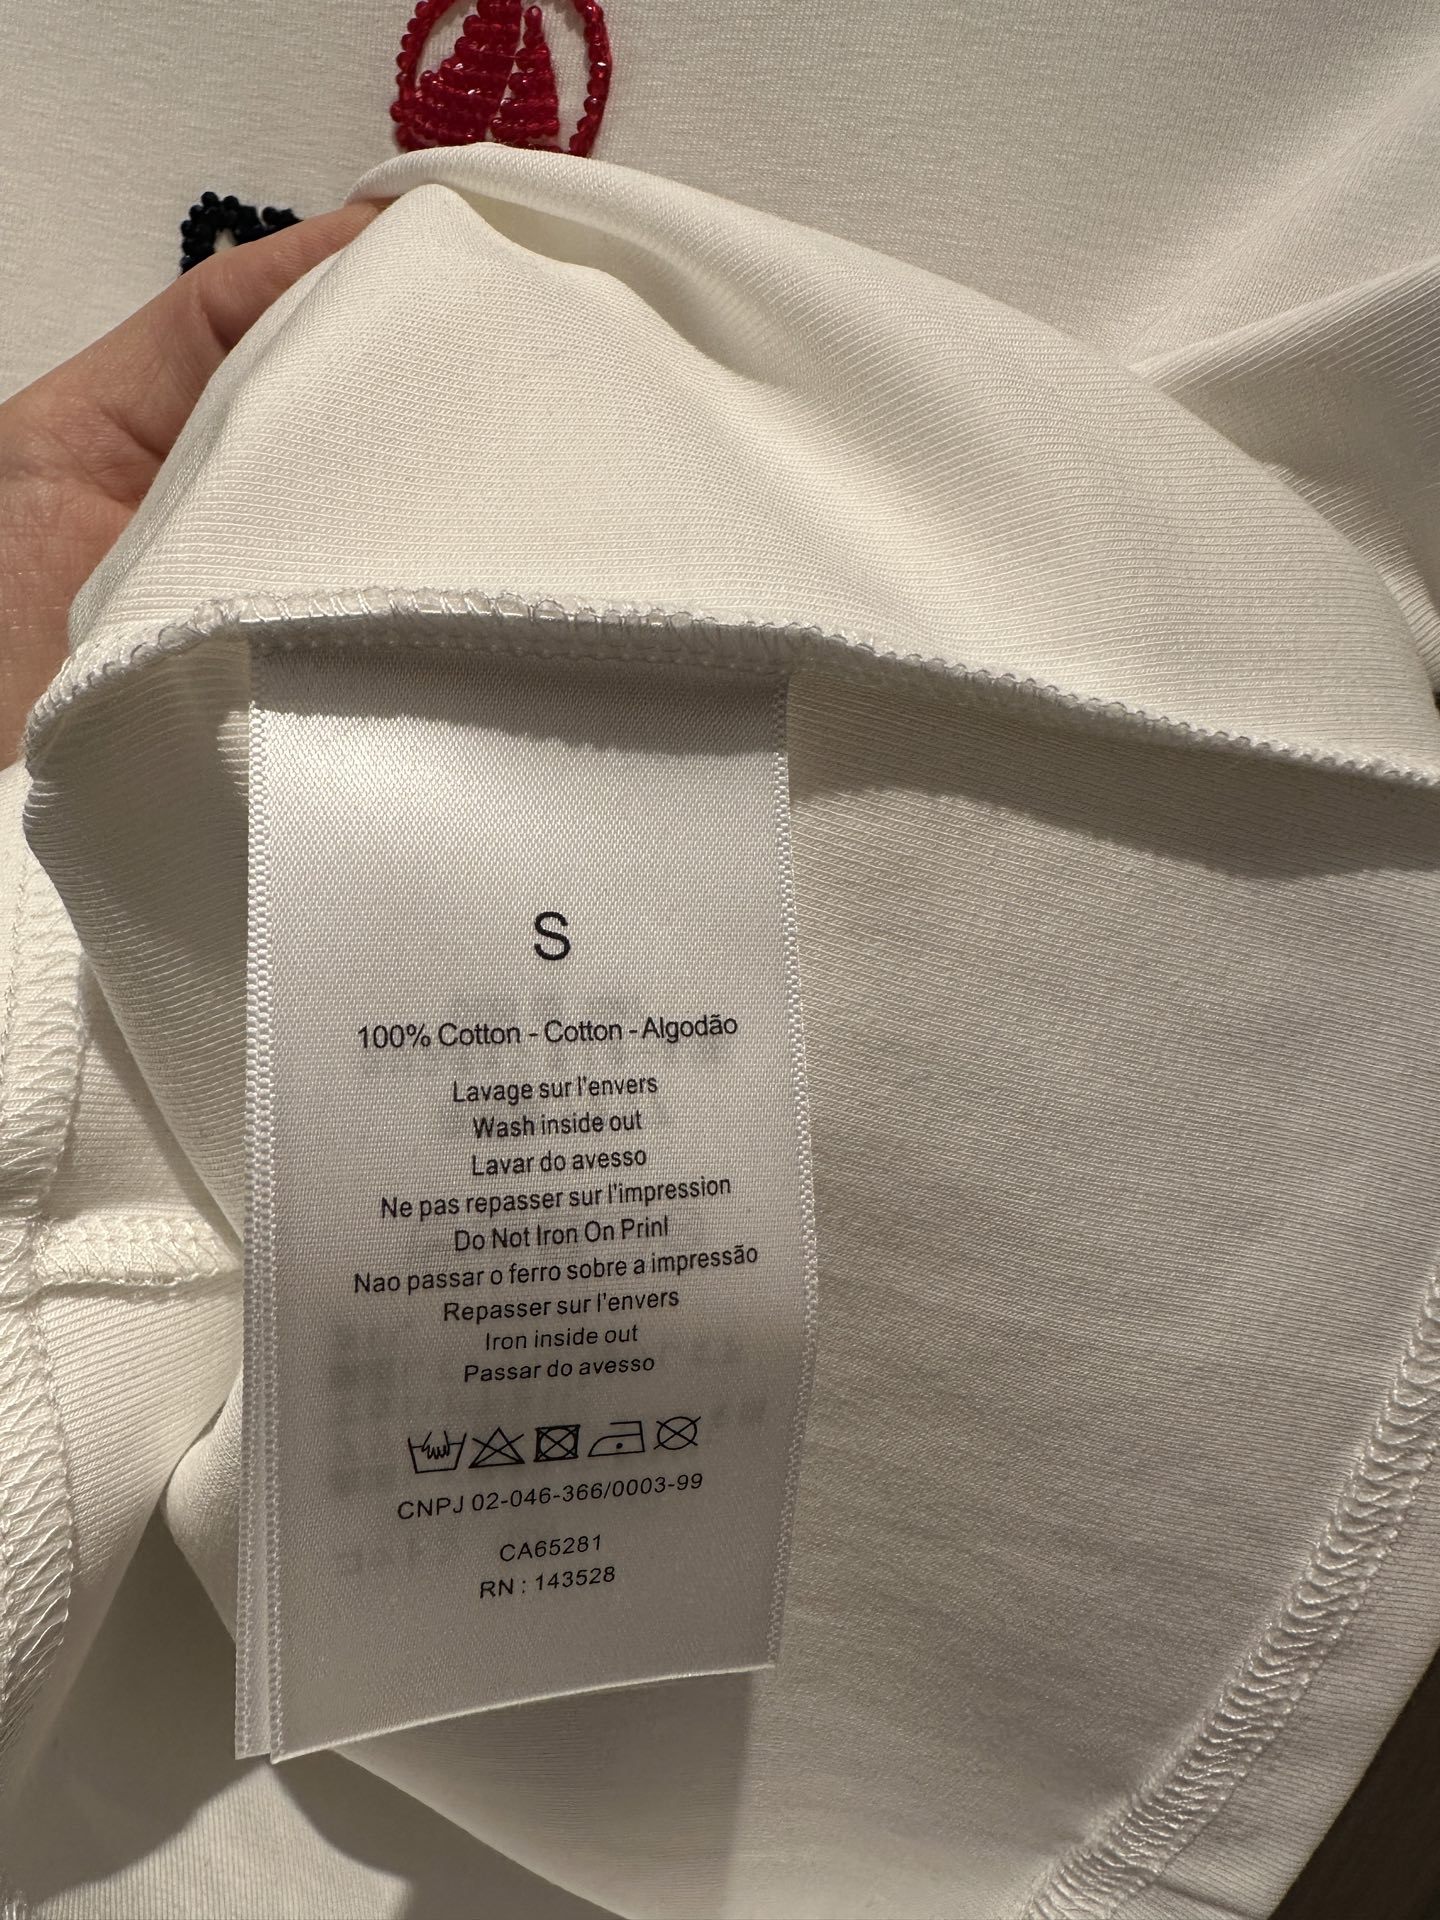 S
100% Cotton - Cotton - Algodão
Lavage sur l'envers
Wash inside out
Lavar do avesso
Ne pas repasser sur l'impression
Do Not Iron On Prinl
Nao passar o ferro sobre a impressão
Repasser sur l'envers
Iron inside out
Passar do avesso
CNPJ 02-046-366/0003-99
CA65281
RN : 143528